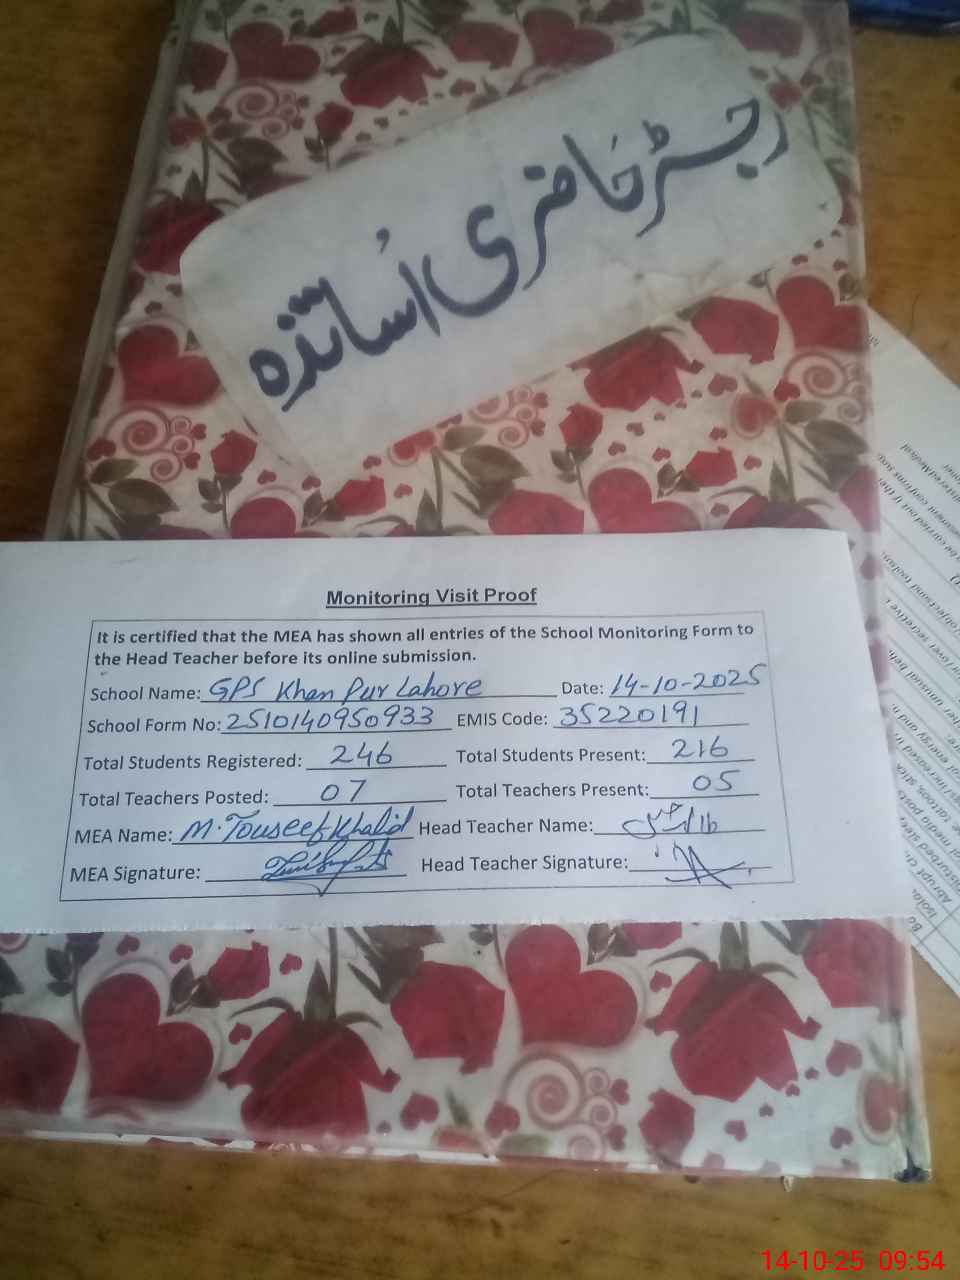 رجسٹر حاضری اُساتذہ
Monitoring Visit Proof
It is certified that the MEA has shown all entries of the School Monitoring Form to
the Head Teacher before its online submission.
School Name: GPS Khan Pur Lahore Date: 14-10-2025
School Form No: 2510140950933 EMIS Code: 35220191
Total Students Registered: 246 Total Students Present: 216
Total Teachers Posted: 07 Total Teachers Present: 05
MEA Name: M. Touseef Khalid Head Teacher Name:
MEA Signature: Head Teacher Signature:
14-10-25 09:54